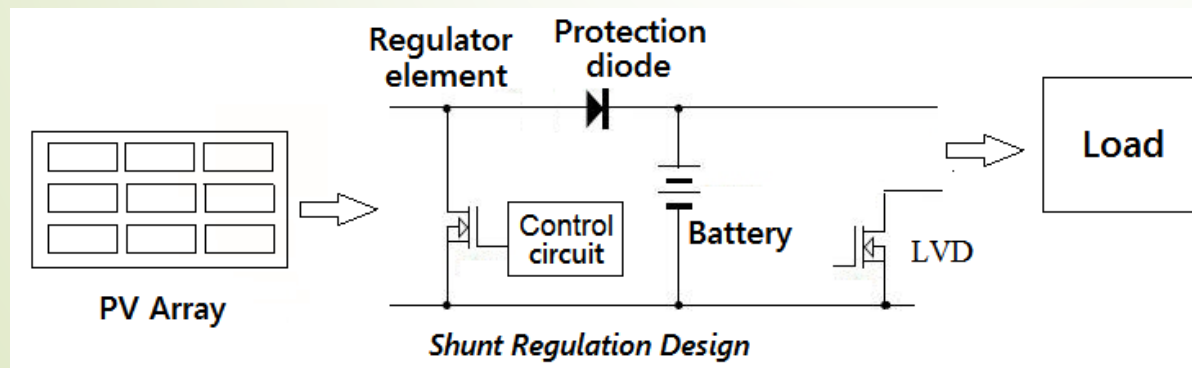 Regulator
element
Protection
diode
PV Array
Control
circuit
Battery
LVD
Load
Shunt Regulation Design